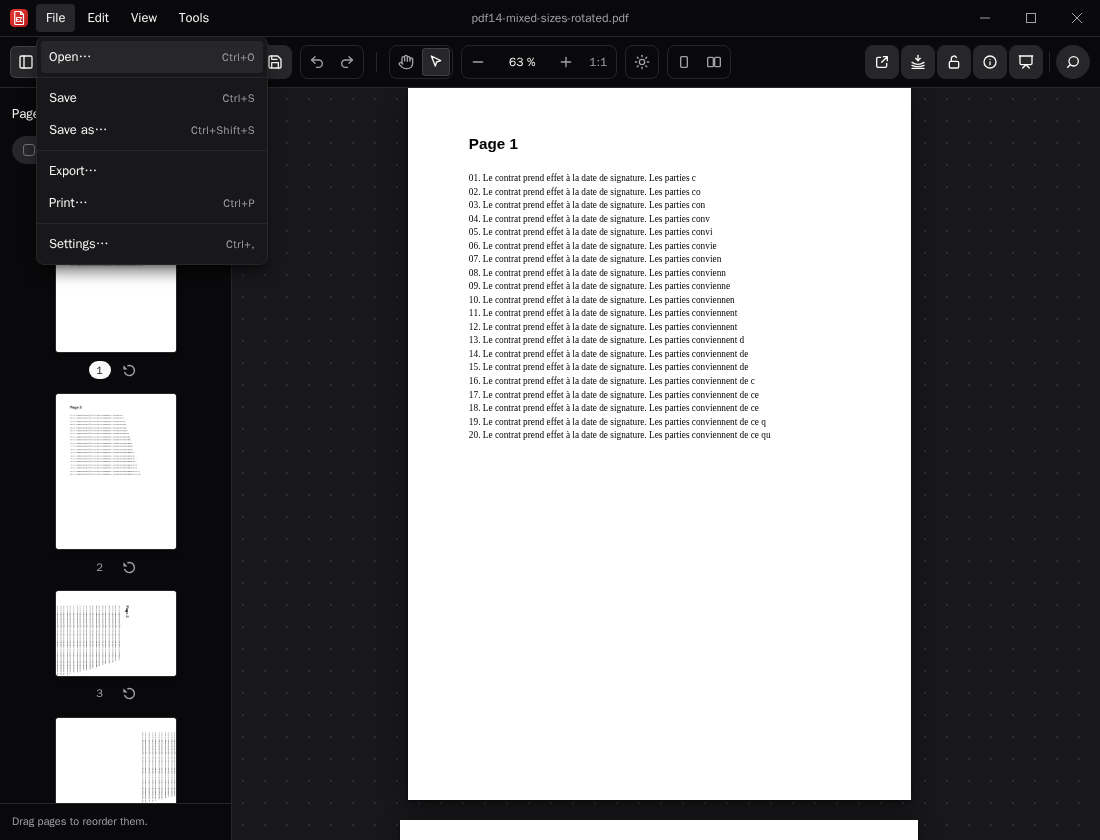 File Edit View Tools
pdf14-mixed-sizes-rotated.pdf
Open··· Ctrl+O
Save Ctrl+S
Save as··· Ctrl+Shift+S
Export···
Print··· Ctrl+P
Settings··· Ctrl+,
63 % 1:1
Page 1
01. Le contrat prend effet à la date de signature. Les parties c
02. Le contrat prend effet à la date de signature. Les parties co
03. Le contrat prend effet à la date de signature. Les parties con
04. Le contrat prend effet à la date de signature. Les parties conv
05. Le contrat prend effet à la date de signature. Les parties convi
06. Le contrat prend effet à la date de signature. Les parties convie
07. Le contrat prend effet à la date de signature. Les parties convien
08. Le contrat prend effet à la date de signature. Les parties convienn
09. Le contrat prend effet à la date de signature. Les parties convienne
10. Le contrat prend effet à la date de signature. Les parties conviennen
11. Le contrat prend effet à la date de signature. Les parties conviennent
12. Le contrat prend effet à la date de signature. Les parties conviennent
13. Le contrat prend effet à la date de signature. Les parties conviennent d
14. Le contrat prend effet à la date de signature. Les parties conviennent de
15. Le contrat prend effet à la date de signature. Les parties conviennent de
16. Le contrat prend effet à la date de signature. Les parties conviennent de c
17. Le contrat prend effet à la date de signature. Les parties conviennent de ce
18. Le contrat prend effet à la date de signature. Les parties conviennent de ce
19. Le contrat prend effet à la date de signature. Les parties conviennent de ce q
20. Le contrat prend effet à la date de signature. Les parties conviennent de ce qu
1
Page 2
2
3
Drag pages to reorder them.